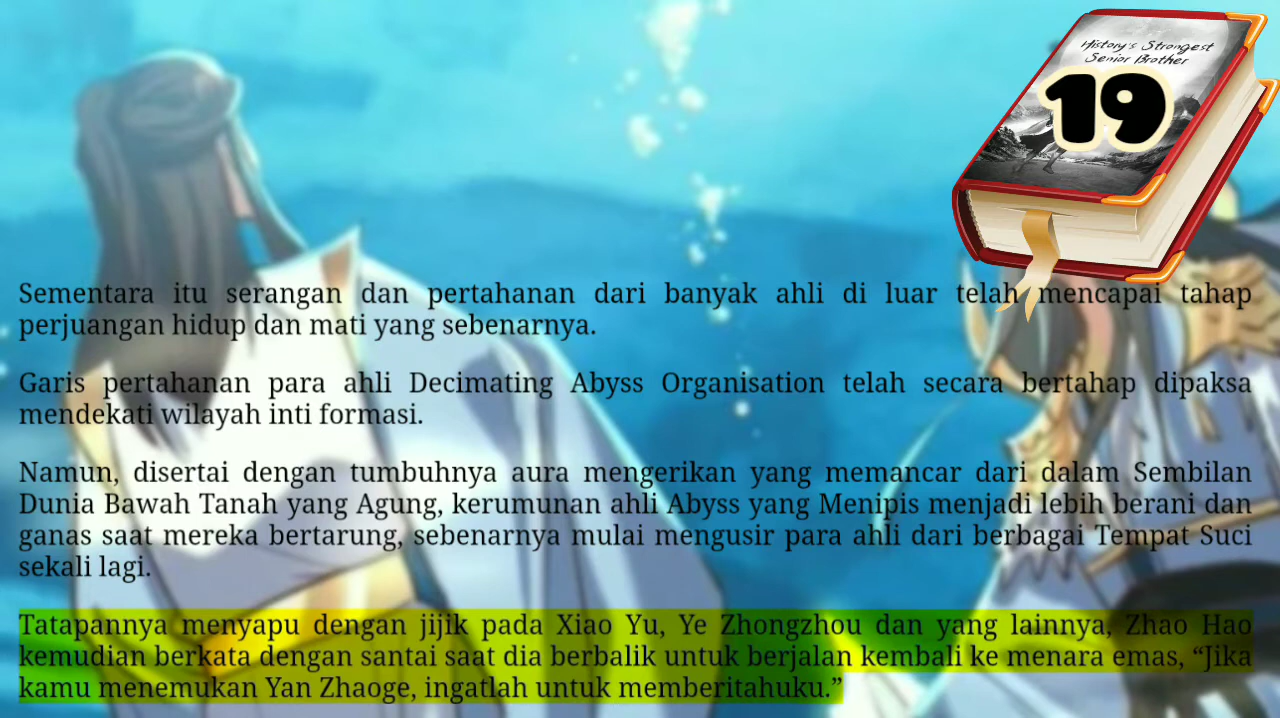 History's Strongest
Senior Brother
19
Sementara itu serangan dan pertahanan dari banyak ahli di luar telah mencapai tahap
perjuangan hidup dan mati yang sebenarnya.
Garis pertahanan para ahli Decimating Abyss Organisation telah secara bertahap dipaksa
mendekati wilayah inti formasi.
Namun, disertai dengan tumbuhnya aura mengerikan yang memancar dari dalam Sembilan
Dunia Bawah Tanah yang Agung, kerumunan ahli Abyss yang Menipis menjadi lebih berani dan
ganas saat mereka bertarung, sebenarnya mulai mengusir para ahli dari berbagai Tempat Suci
sekali lagi.
Tatapannya menyapu dengan jijik pada Xiao Yu, Ye Zhongzhou dan yang lainnya, Zhao Hao
kemudian berkata dengan santai saat dia berbalik untuk berjalan kembali ke menara emas, “Jika
kamu menemukan Yan Zhaoge, ingatlah untuk memberitahuku.”